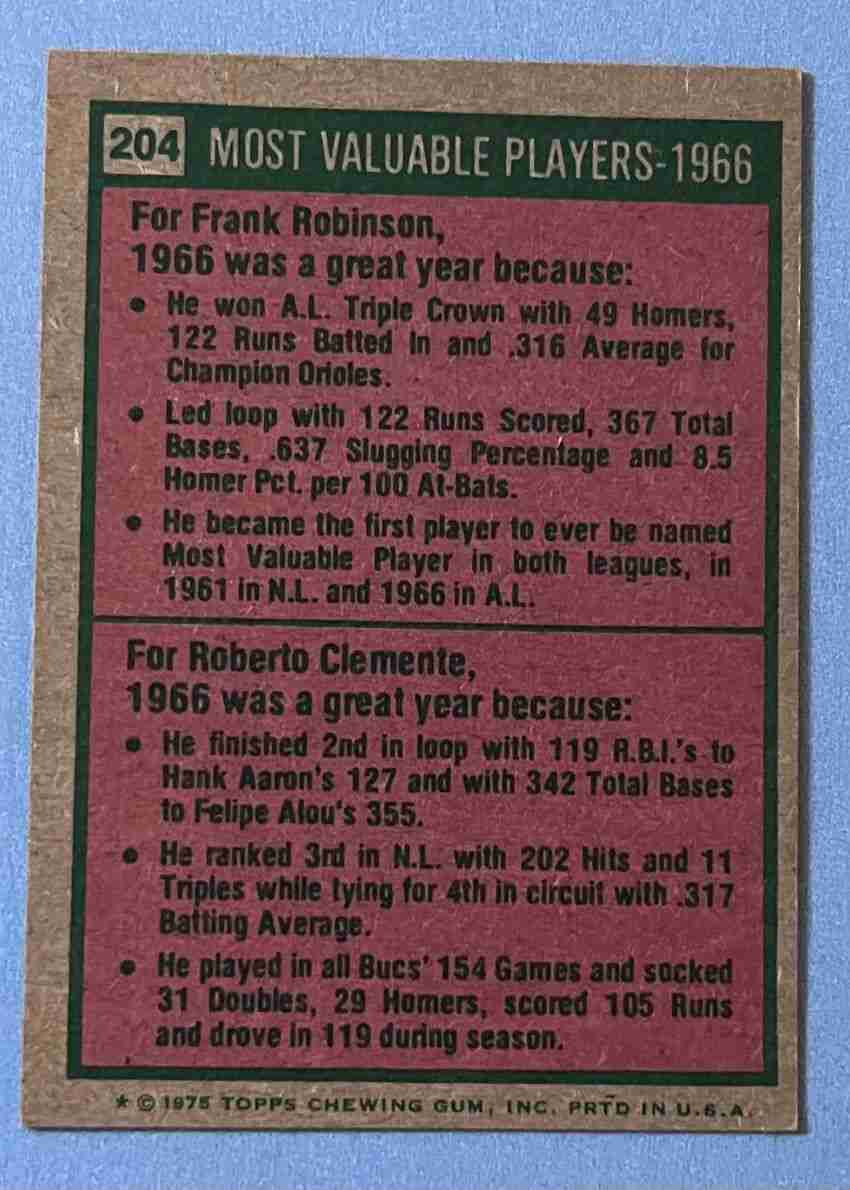 204 MOST VALUABLE PLAYERS-1966
For Frank Robinson,
1966 was a great year because:
• He won A.L. Triple Crown with 49 Homers,
122 Runs Batted In and .316 Average for
Champion Orioles.
• Led loop with 122 Runs Scored, 367 Total
Bases, .637 Slugging Percentage and 8.5
Homer Pct. per 100 At-Bats.
• He became the first player to ever be named
Most Valuable Player in both leagues, in
1961 in N.L. and 1966 in A.L.
For Roberto Clemente,
1966 was a great year because:
• He finished 2nd in loop with 119 R.B.I.'s to
Hank Aaron's 127 and with 342 Total Bases
to Felipe Alou's 355.
• He ranked 3rd in N.L. with 202 Hits and 11
Triples while tying for 4th in circuit with .317
Batting Average.
• He played in all Bucs' 154 Games and socked
31 Doubles, 29 Homers, scored 105 Runs
and drove in 119 during season.
* © 1975 TOPPS CHEWING GUM, INC. PRTD IN U.S.A.